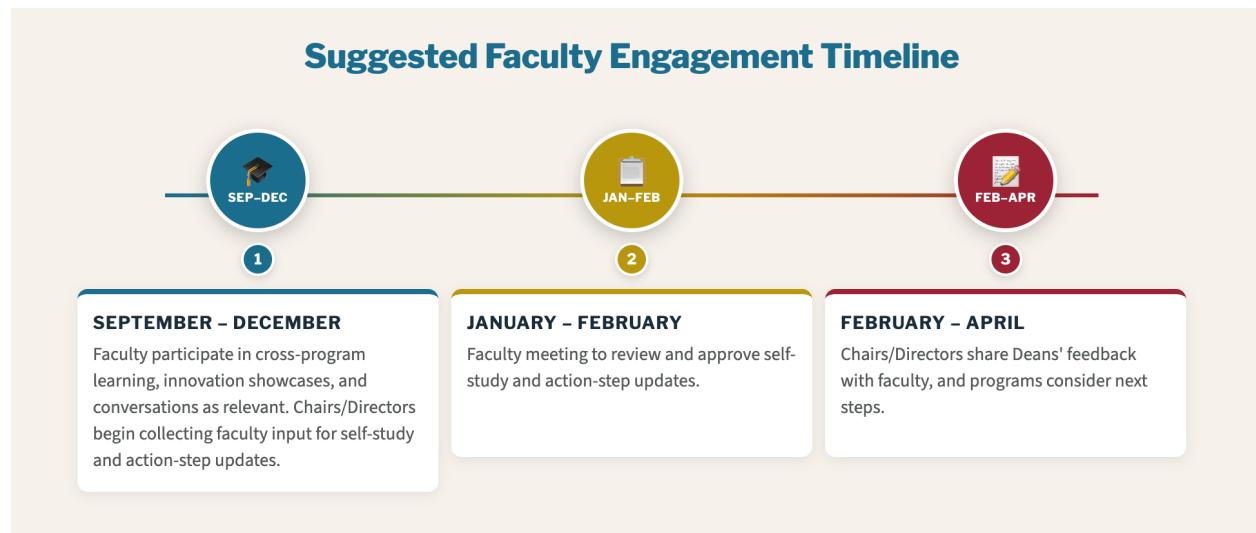 Suggested Faculty Engagement Timeline
SEP–DEC
JAN–FEB
FEB–APR
1
2
3
SEPTEMBER – DECEMBER
Faculty participate in cross-program
learning, innovation showcases, and
conversations as relevant. Chairs/Directors
begin collecting faculty input for self-study
and action-step updates.
JANUARY – FEBRUARY
Faculty meeting to review and approve self-
study and action-step updates.
FEBRUARY – APRIL
Chairs/Directors share Deans' feedback
with faculty, and programs consider next
steps.